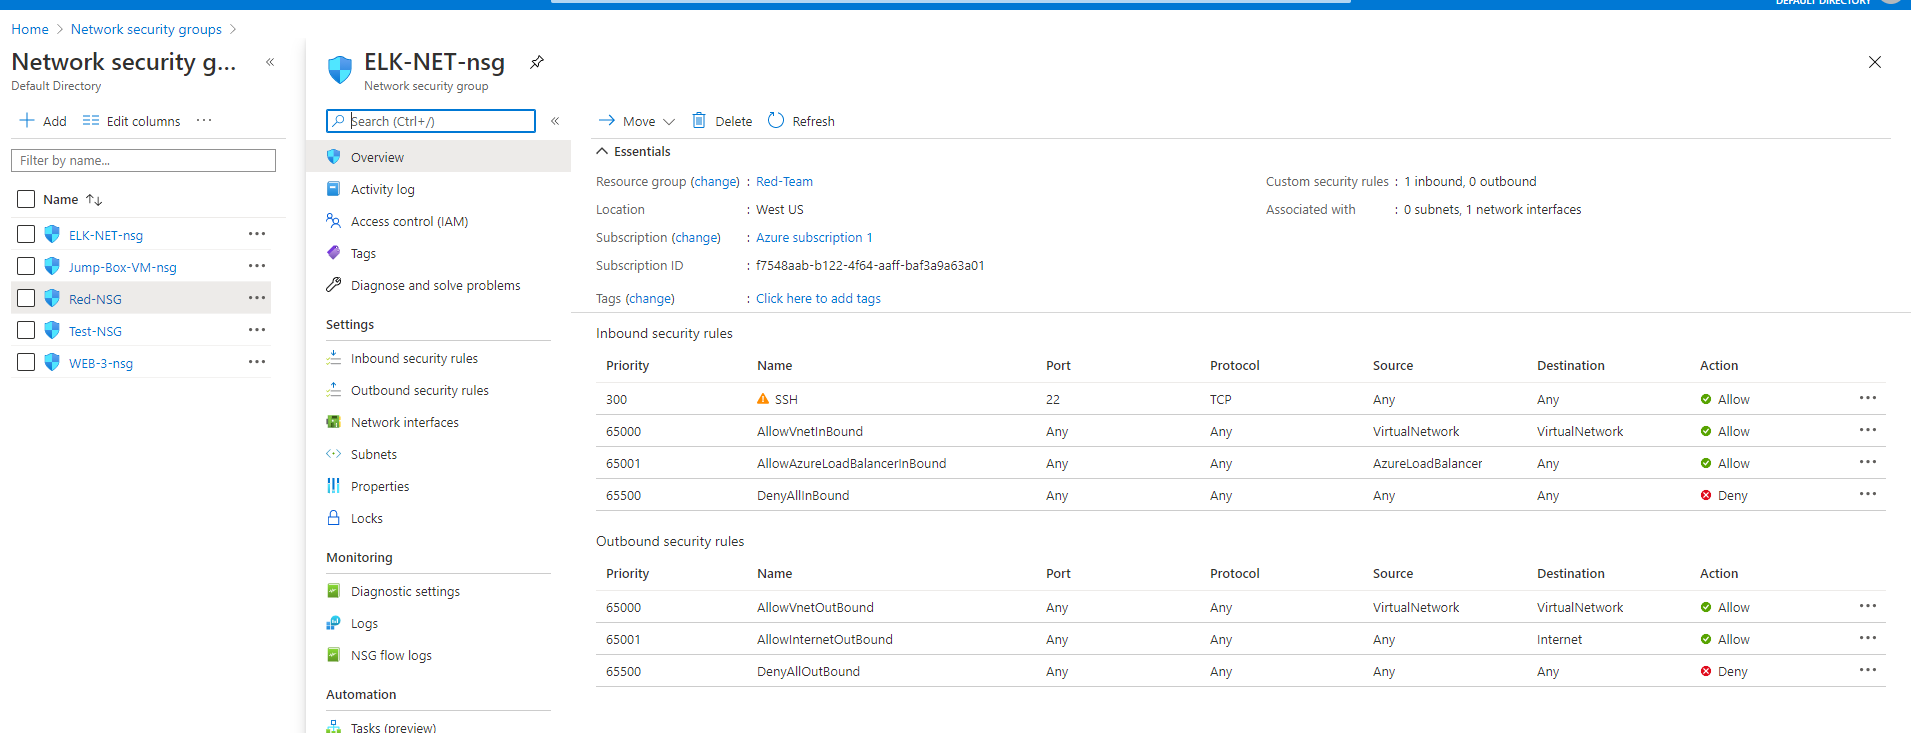 DEFAULT DIRECTORY
Home > Network security groups >
Network security g... «
Default Directory
+ Add Edit columns ...
Filter by name...
Name ↑↓
ELK-NET-nsg ...
Jump-Box-VM-nsg ...
Red-NSG ...
Test-NSG ...
WEB-3-nsg ...
ELK-NET-nsg
Network security group
Search (Ctrl+/) «
Overview
Activity log
Access control (IAM)
Tags
Diagnose and solve problems
Settings
Inbound security rules
Outbound security rules
Network interfaces
Subnets
Properties
Locks
Monitoring
Diagnostic settings
Logs
NSG flow logs
Automation
Tasks (preview)
Move Delete Refresh
Essentials
Resource group (change) : Red-Team
Location : West US
Subscription (change) : Azure subscription 1
Subscription ID : f7548aab-b122-4f64-aaff-baf3a9a63a01
Tags (change) : Click here to add tags
Custom security rules : 1 inbound, 0 outbound
Associated with : 0 subnets, 1 network interfaces
Inbound security rules
Priority Name Port Protocol Source Destination Action
300 SSH 22 TCP Any Any Allow ...
65000 AllowVnetInBound Any Any VirtualNetwork VirtualNetwork Allow ...
65001 AllowAzureLoadBalancerInBound Any Any AzureLoadBalancer Any Allow ...
65500 DenyAllInBound Any Any Any Any Deny ...
Outbound security rules
Priority Name Port Protocol Source Destination Action
65000 AllowVnetOutBound Any Any VirtualNetwork VirtualNetwork Allow ...
65001 AllowInternetOutBound Any Any Any Internet Allow ...
65500 DenyAllOutBound Any Any Any Any Deny ...